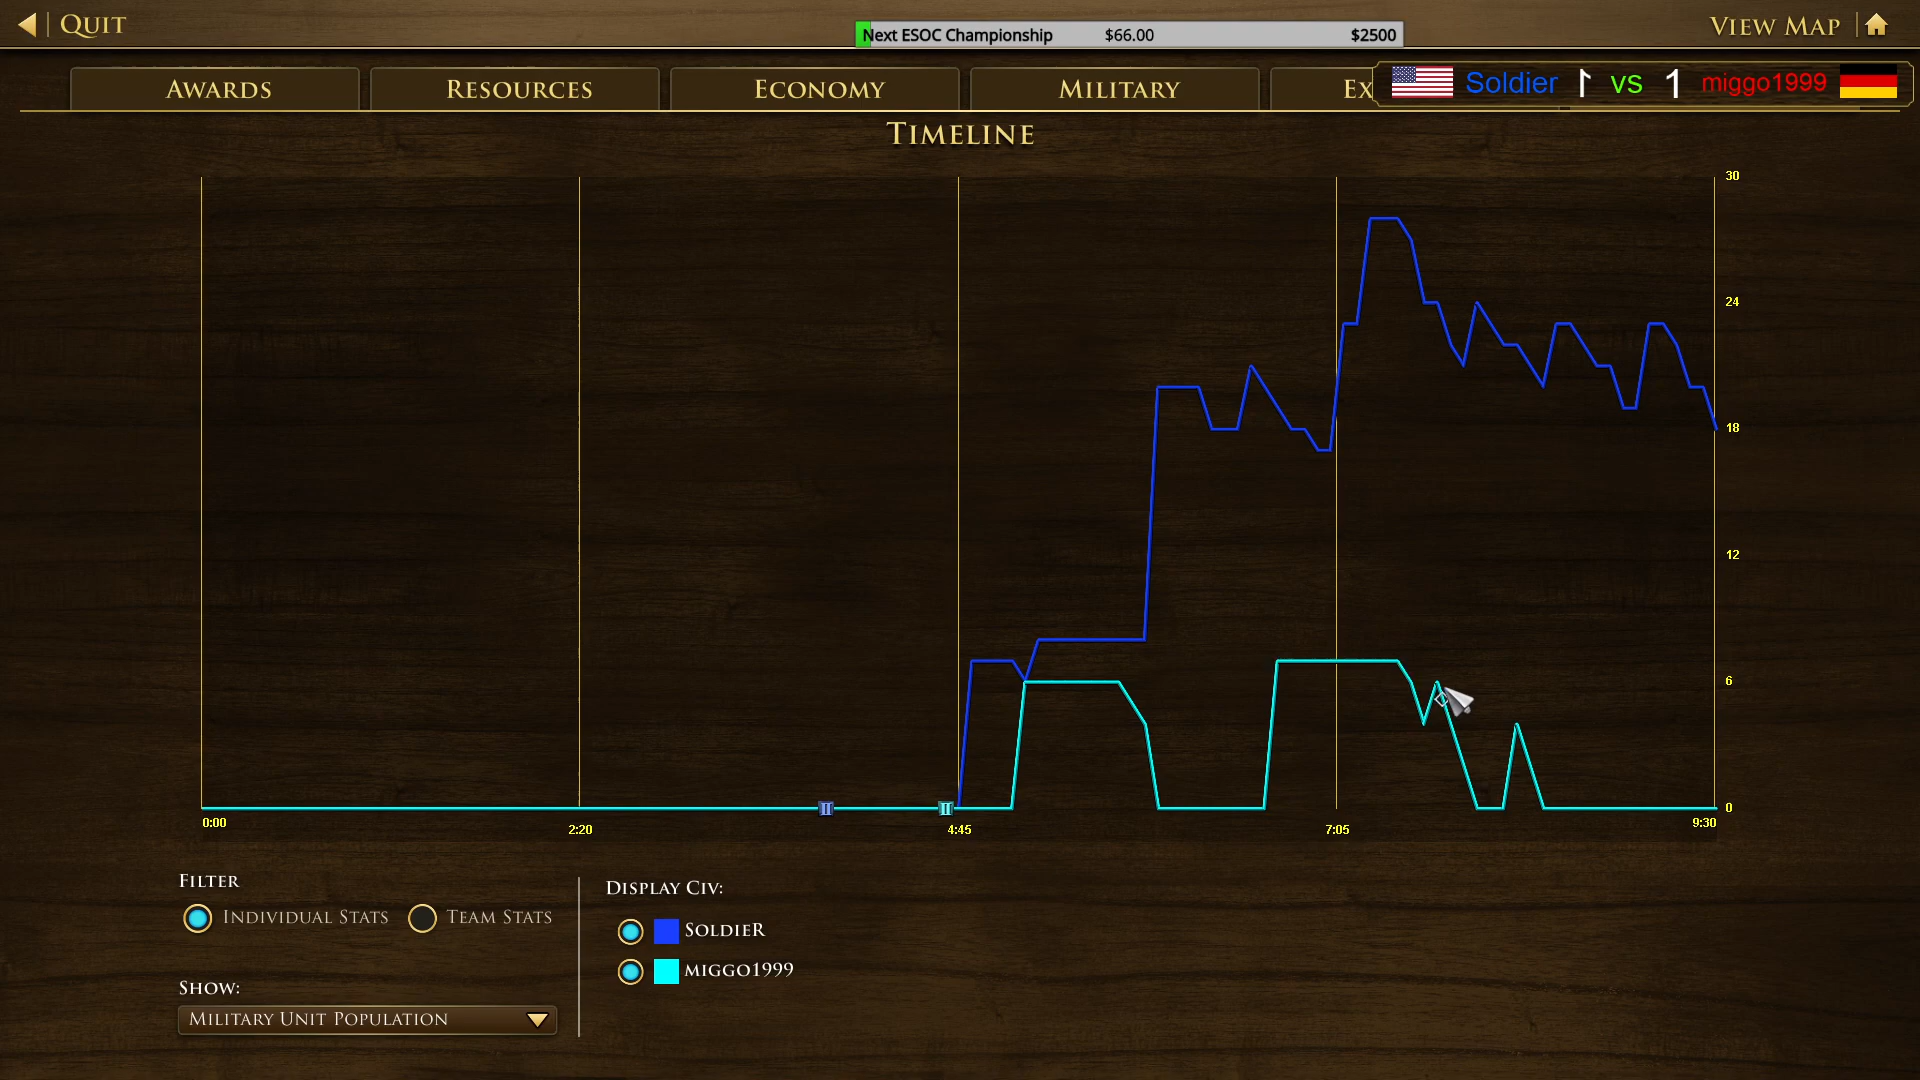 Quit
Next ESOC Championship $66.00 $2500
View Map
Awards
Resources
Economy
Military
Ex
Soldier 1 vs 1 miggo1999
Timeline
30
24
18
12
6
0
0:00
2:20
4:45
7:05
9:30
Filter
Individual Stats
Team Stats
Show:
Military Unit Population
Display Civ:
SoldieR
miggo1999